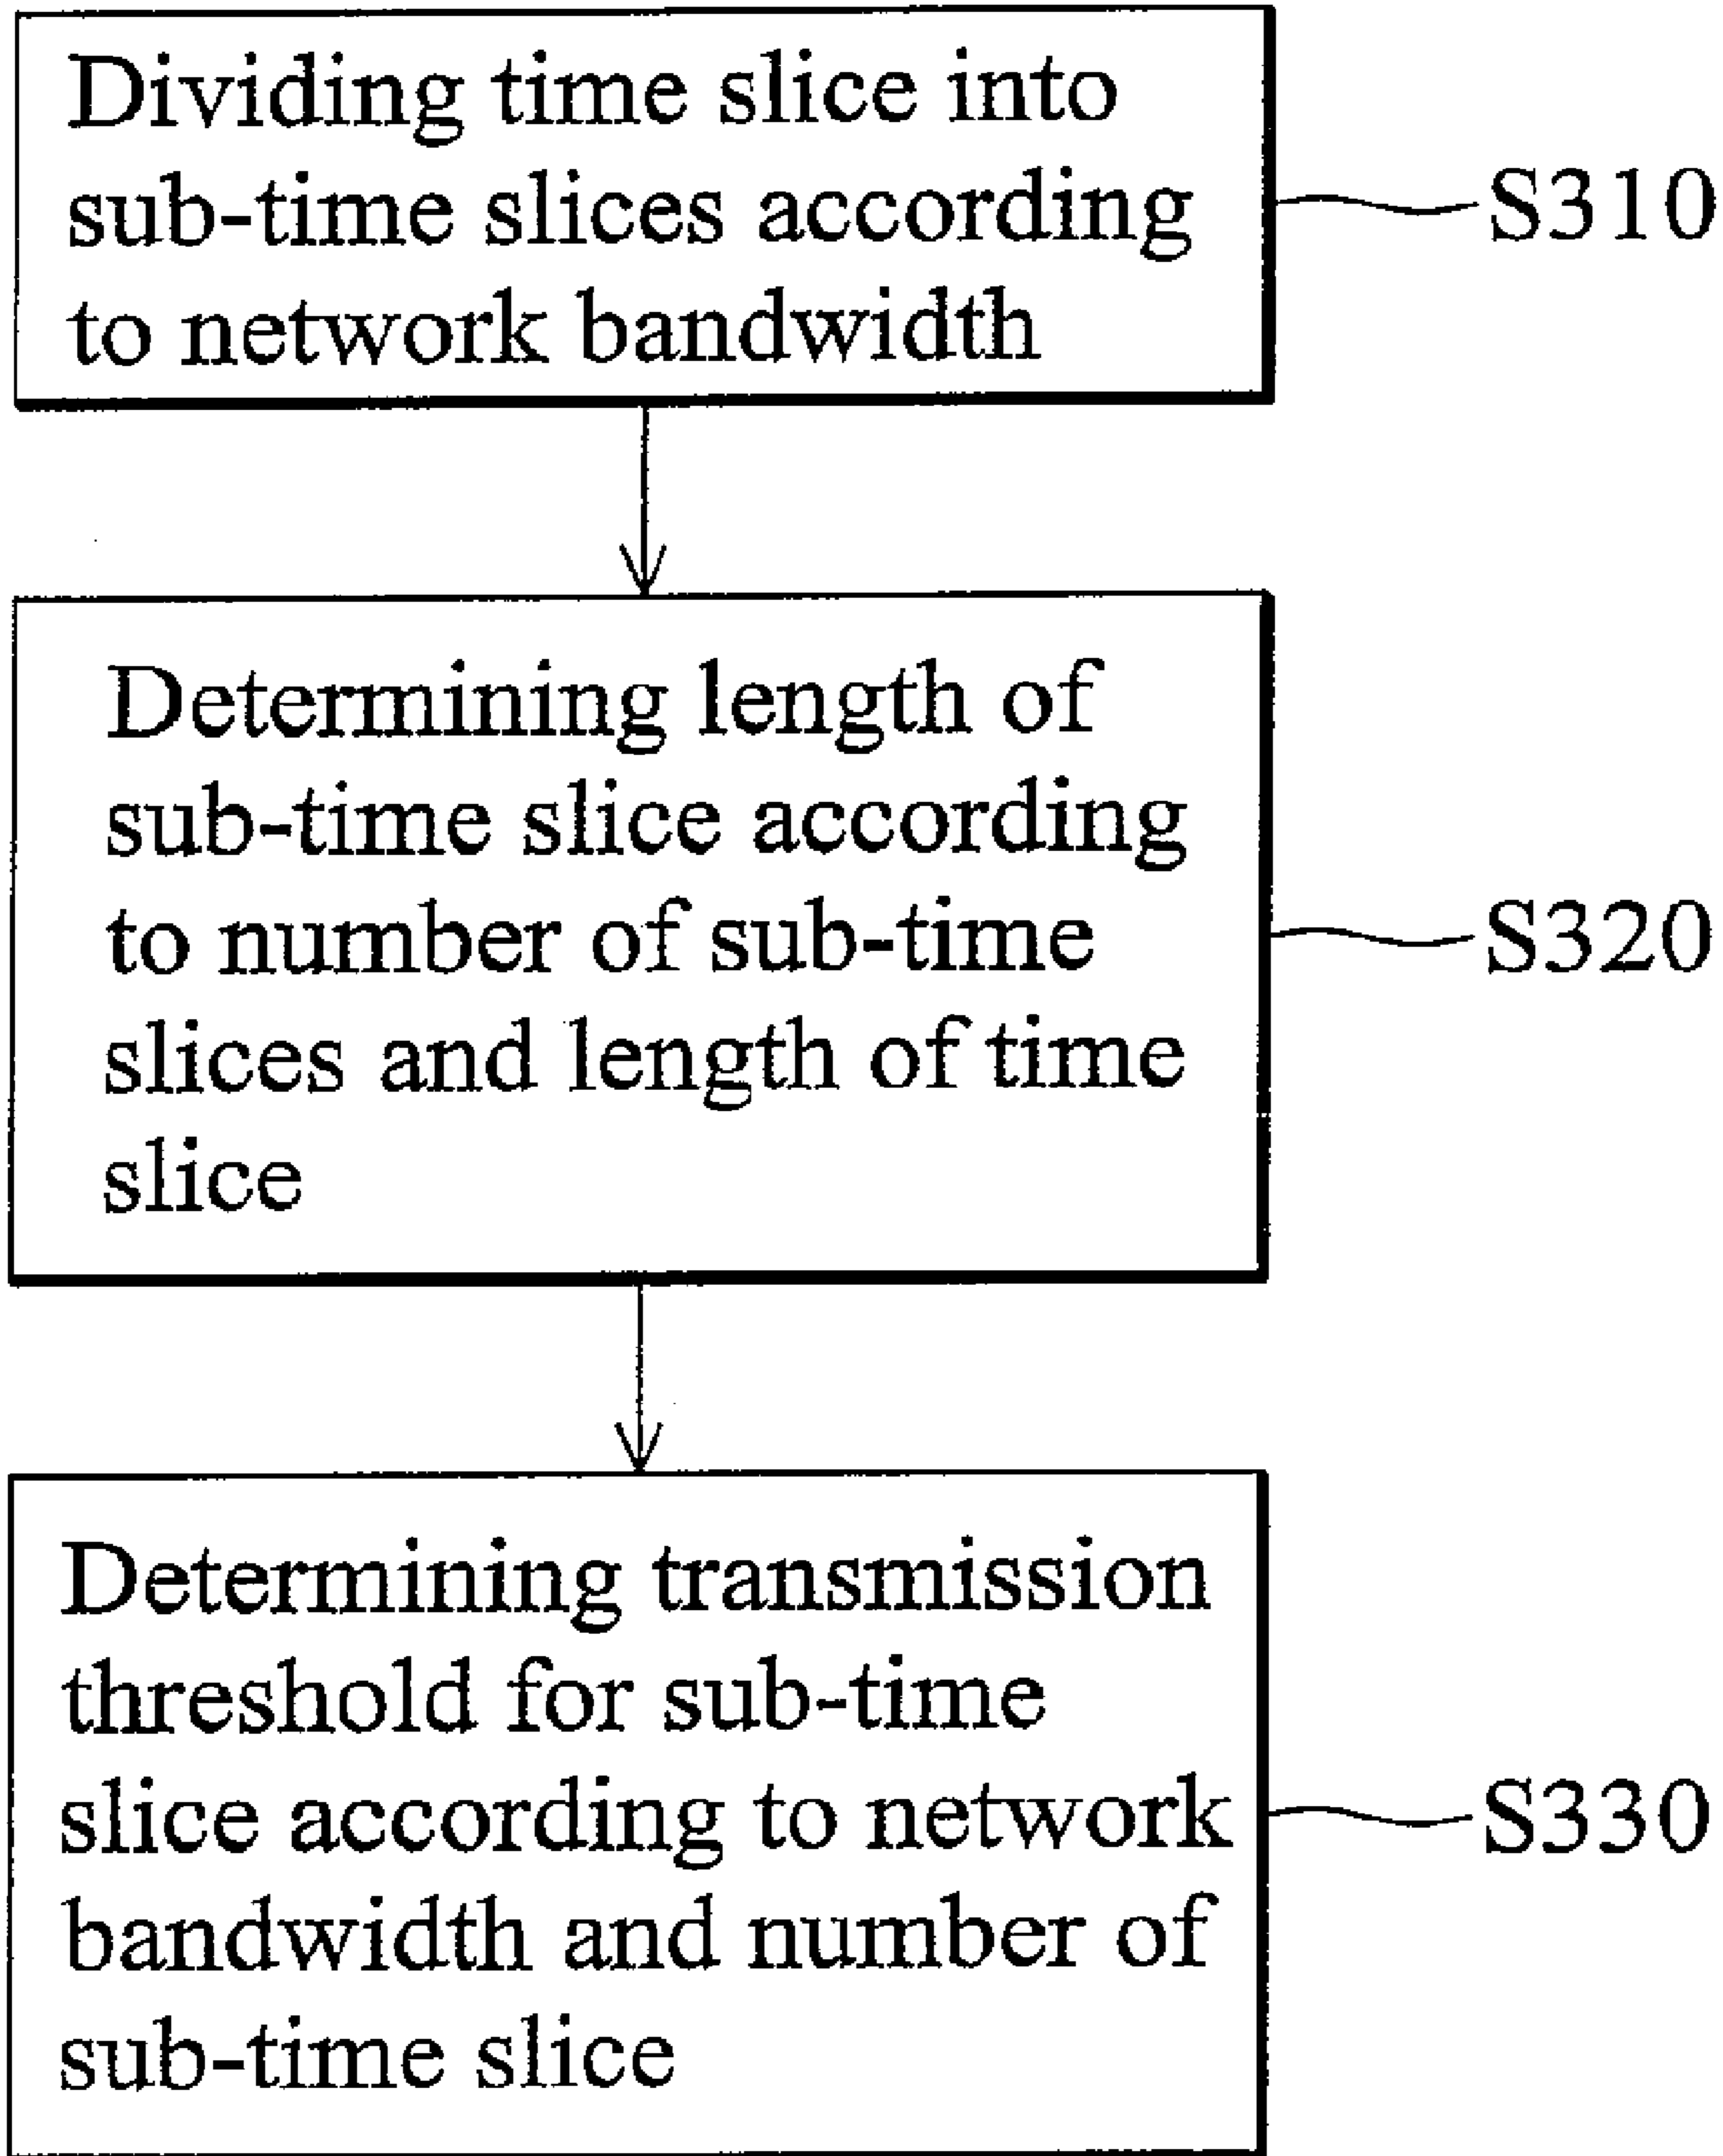 Dividing time slice into
sub-time slices according
to network bandwidth
S310
Determining length of
sub-time slice according
to number of sub-time
slices and length of time
slice
S320
Determining transmission
threshold for sub-time
slice according to network
bandwidth and number of
sub-time slice
S330